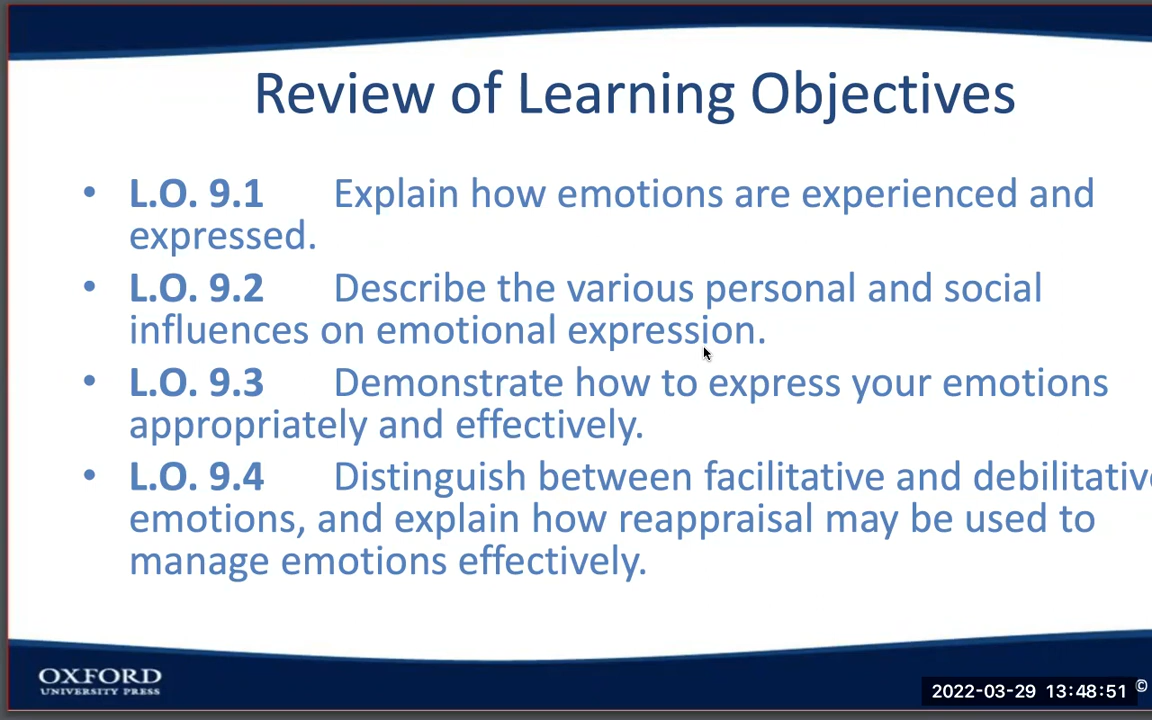 Review of Learning Objectives
• L.O. 9.1 Explain how emotions are experienced and
expressed.
• L.O. 9.2 Describe the various personal and social
influences on emotional expression.
• L.O. 9.3 Demonstrate how to express your emotions
appropriately and effectively.
• L.O. 9.4 Distinguish between facilitative and debilitative
emotions, and explain how reappraisal may be used to
manage emotions effectively.
OXFORD
UNIVERSITY PRESS
2022-03-29 13:48:51 ©